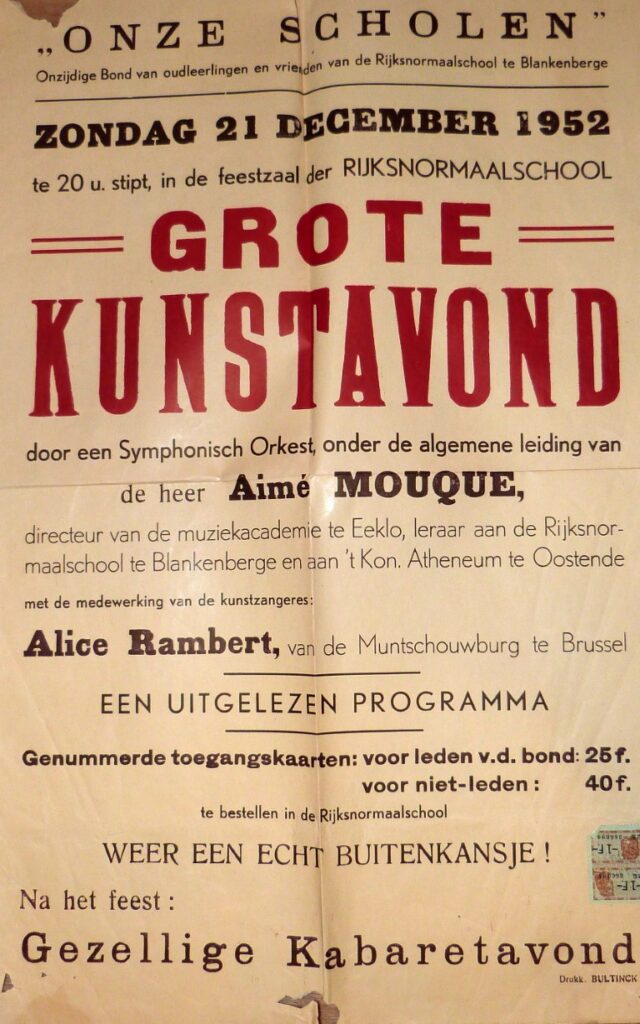 „ONZE SCHOLEN”
Onzijdige Bond van oudleerlingen en vrienden van de Rijksnormaalschool te Blankenberge
ZONDAG 21 DECEMBER 1952
te 20 u. stipt, in de feestzaal der RIJKSNORMAALSCHOOL
GROTE
KUNSTAVOND
door een Symphonisch Orkest, onder de algemene leiding van
de heer Aimé MOUQUE,
directeur van de muziekacademie te Eeklo, leraar aan de Rijksnor-
maalschool te Blankenberge en aan 't Kon. Atheneum te Oostende
met de medewerking van de kunstzangeres:
Alice Rambert, van de Muntschouwburg te Brussel
EEN UITGELEZEN PROGRAMMA
Genummerde toegangskaarten: voor leden v.d. bond: 25 f.
voor niet-leden : 40 f.
te bestellen in de Rijksnormaalschool
WEER EEN ECHT BUITENKANSJE !
Na het feest :
Gezellige Kabaretavond
Drukk. BULTINCK